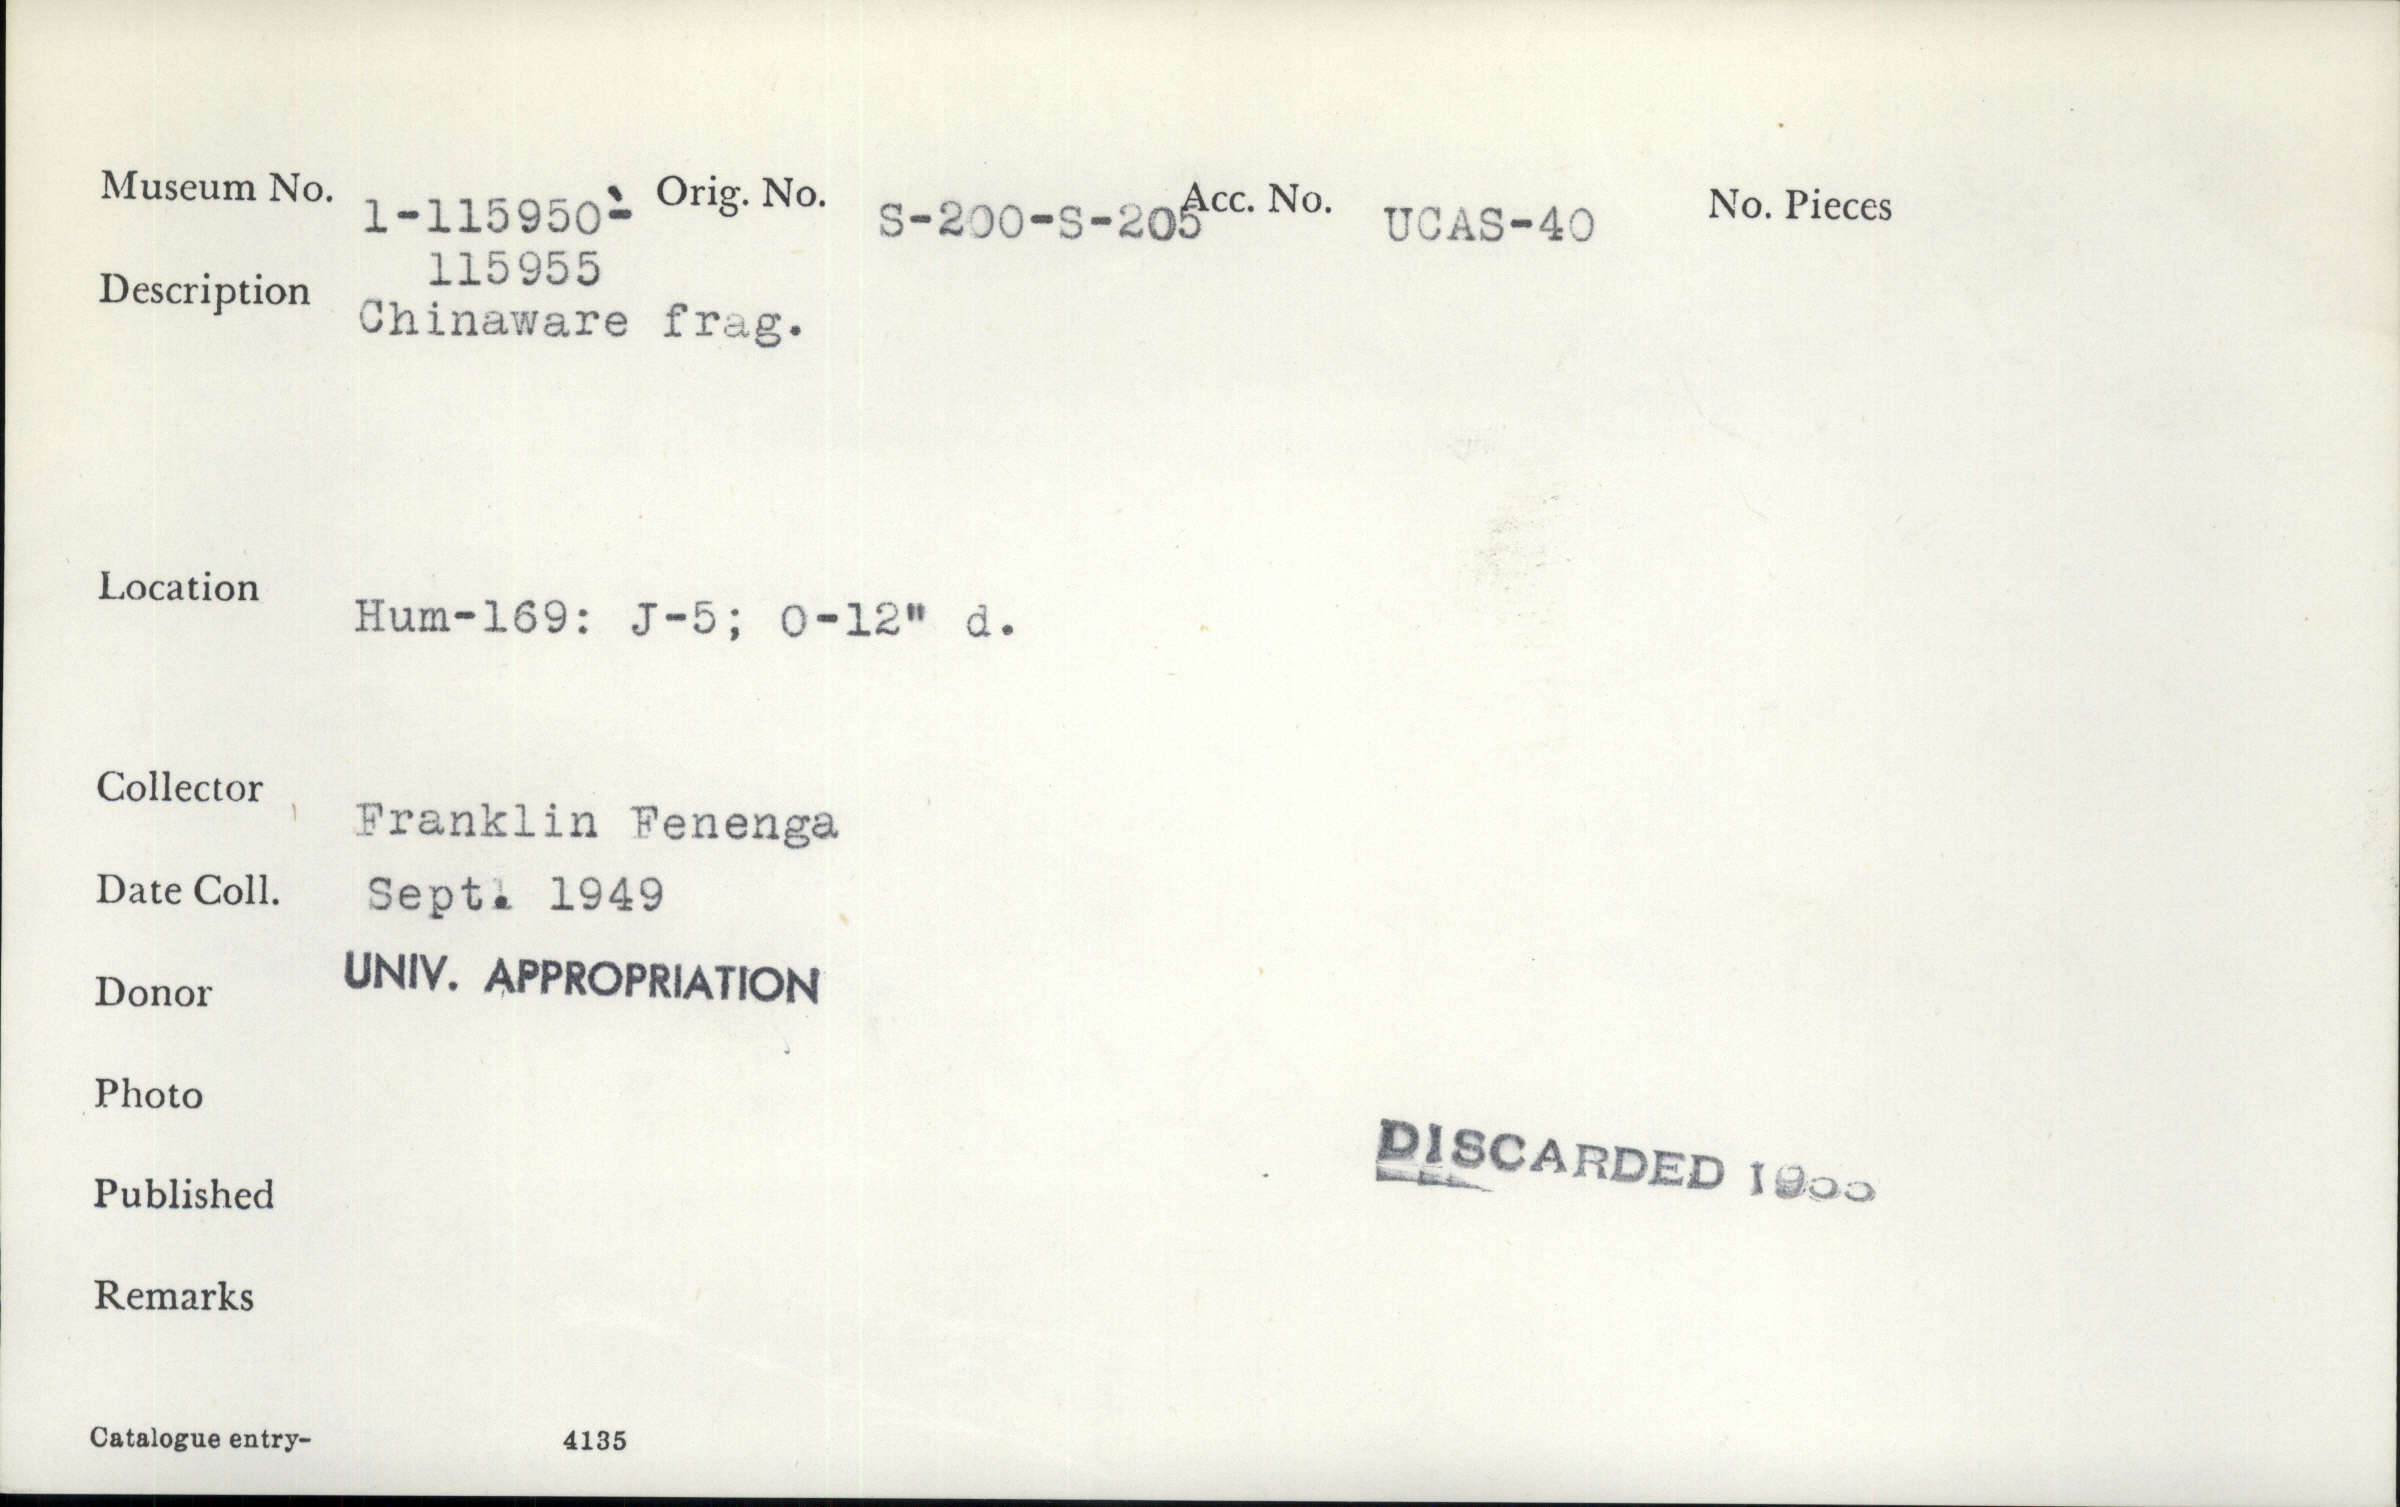 Museum No. 1-115950- Orig. No. S-200-S-205 Acc. No. UCAS-40 No. Pieces
115955
Description Chinaware frag.
Location Hum-169: J-5; 0-12" d.
Collector Franklin Fenenga
Date Coll. Sept. 1949
Donor UNIV. APPROPRIATION
Photo
DISCARDED
Published
Remarks
Catalogue entry- 4135